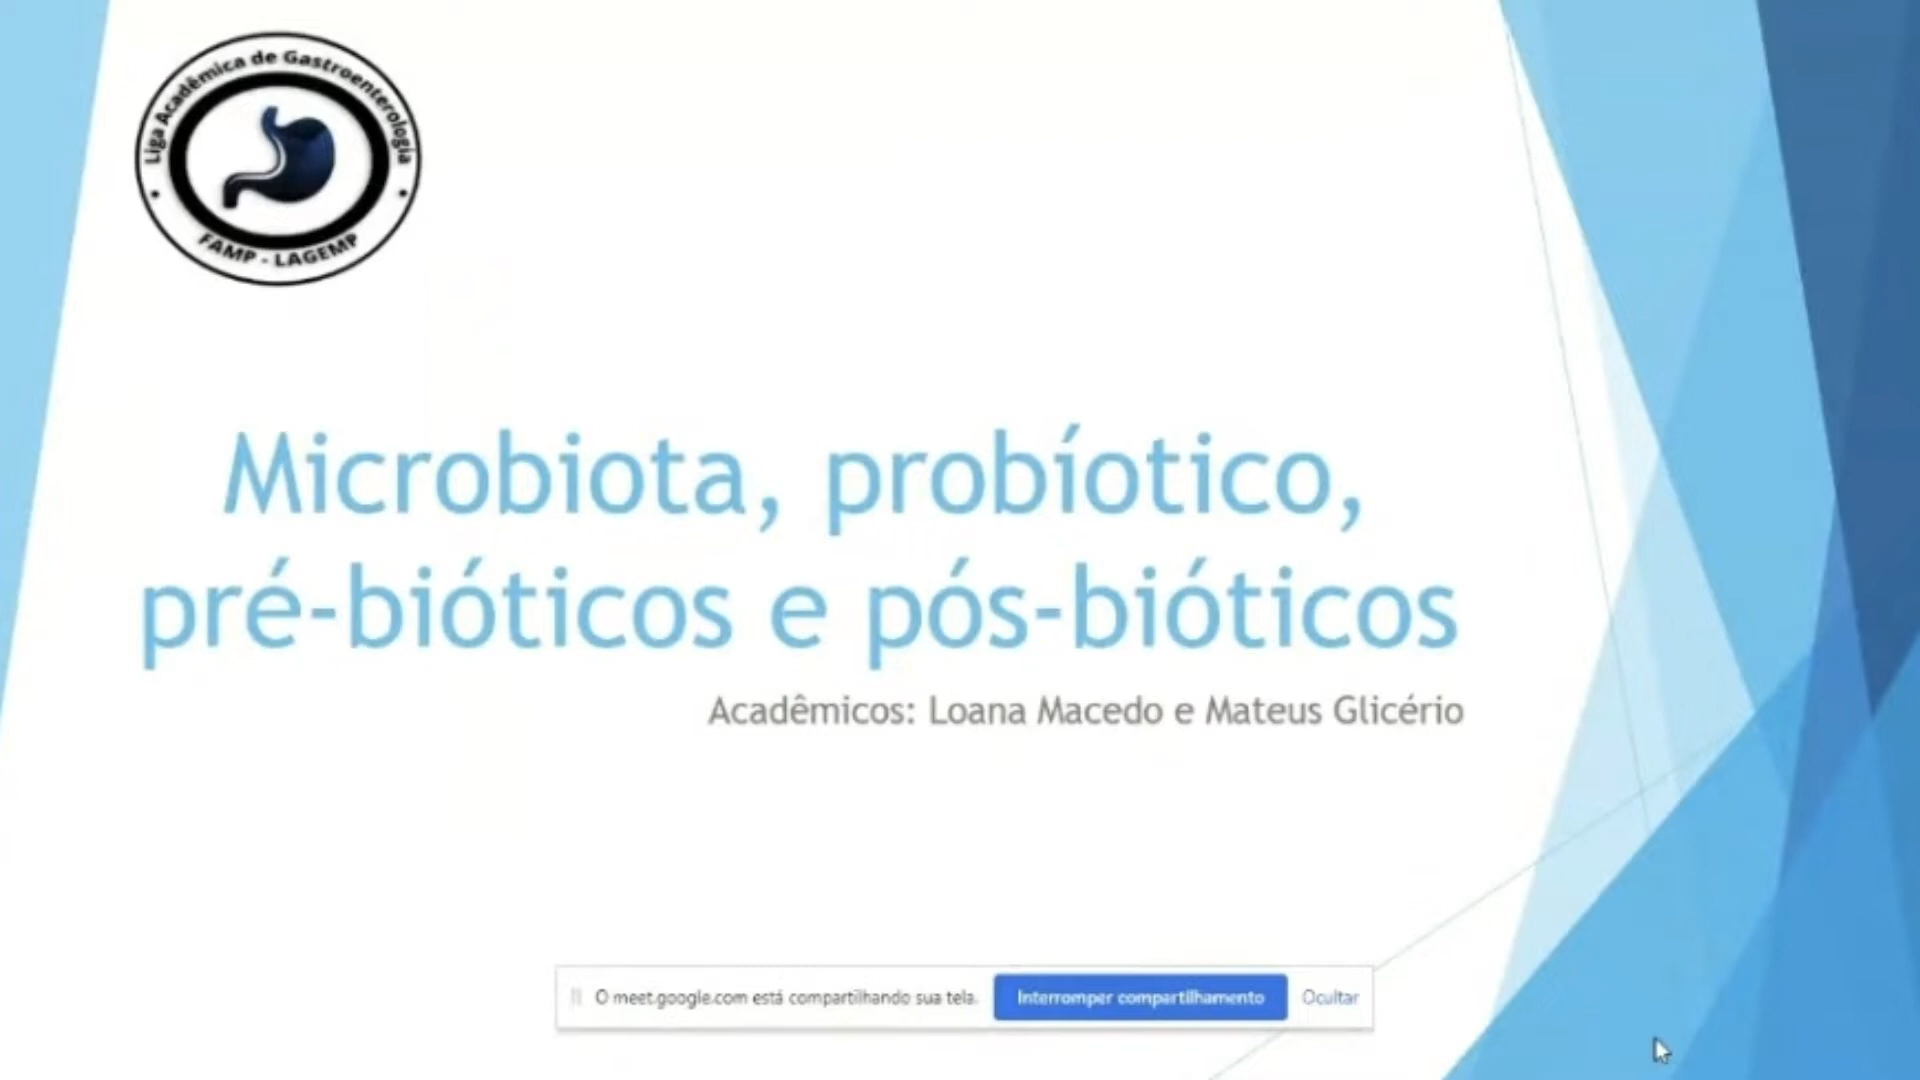 Liga Acadêmica de Gastroenterologia
FAMP - LAGEMP
Microbiota, probíotico,
pré-bióticos e pós-bióticos
Acadêmicos: Loana Macedo e Mateus Glicério
O meet.google.com está compartilhando sua tela. Interromper compartilhamento Ocultar